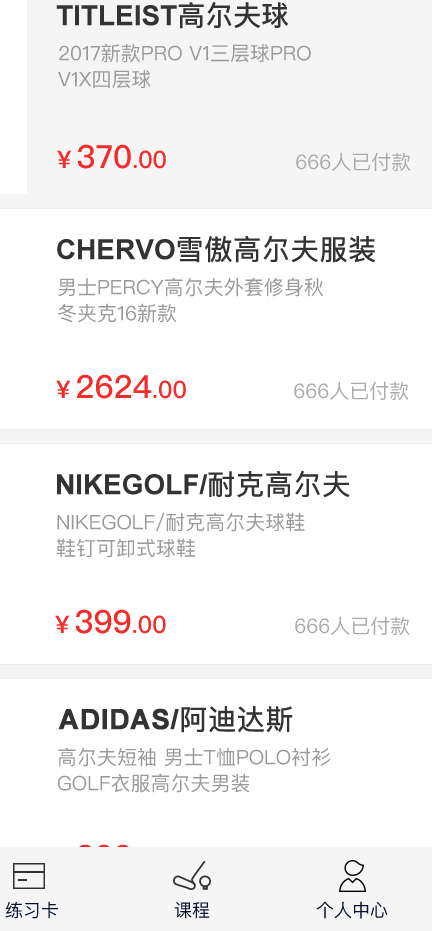 TITLEIST高尔夫球
2017新款PRO V1三层球PRO
V1X四层球
¥370.00
666人已付款
CHERVO雪傲高尔夫服装
男士PERCY高尔夫外套修身秋
冬夹克16新款
¥2624.00
666人已付款
NIKEGOLF/耐克高尔夫
NIKEGOLF/耐克高尔夫球鞋
鞋钉可卸式球鞋
¥399.00
666人已付款
ADIDAS/阿迪达斯
高尔夫短袖 男士T恤POLO衬衫
GOLF衣服高尔夫男装
练习卡
课程
个人中心